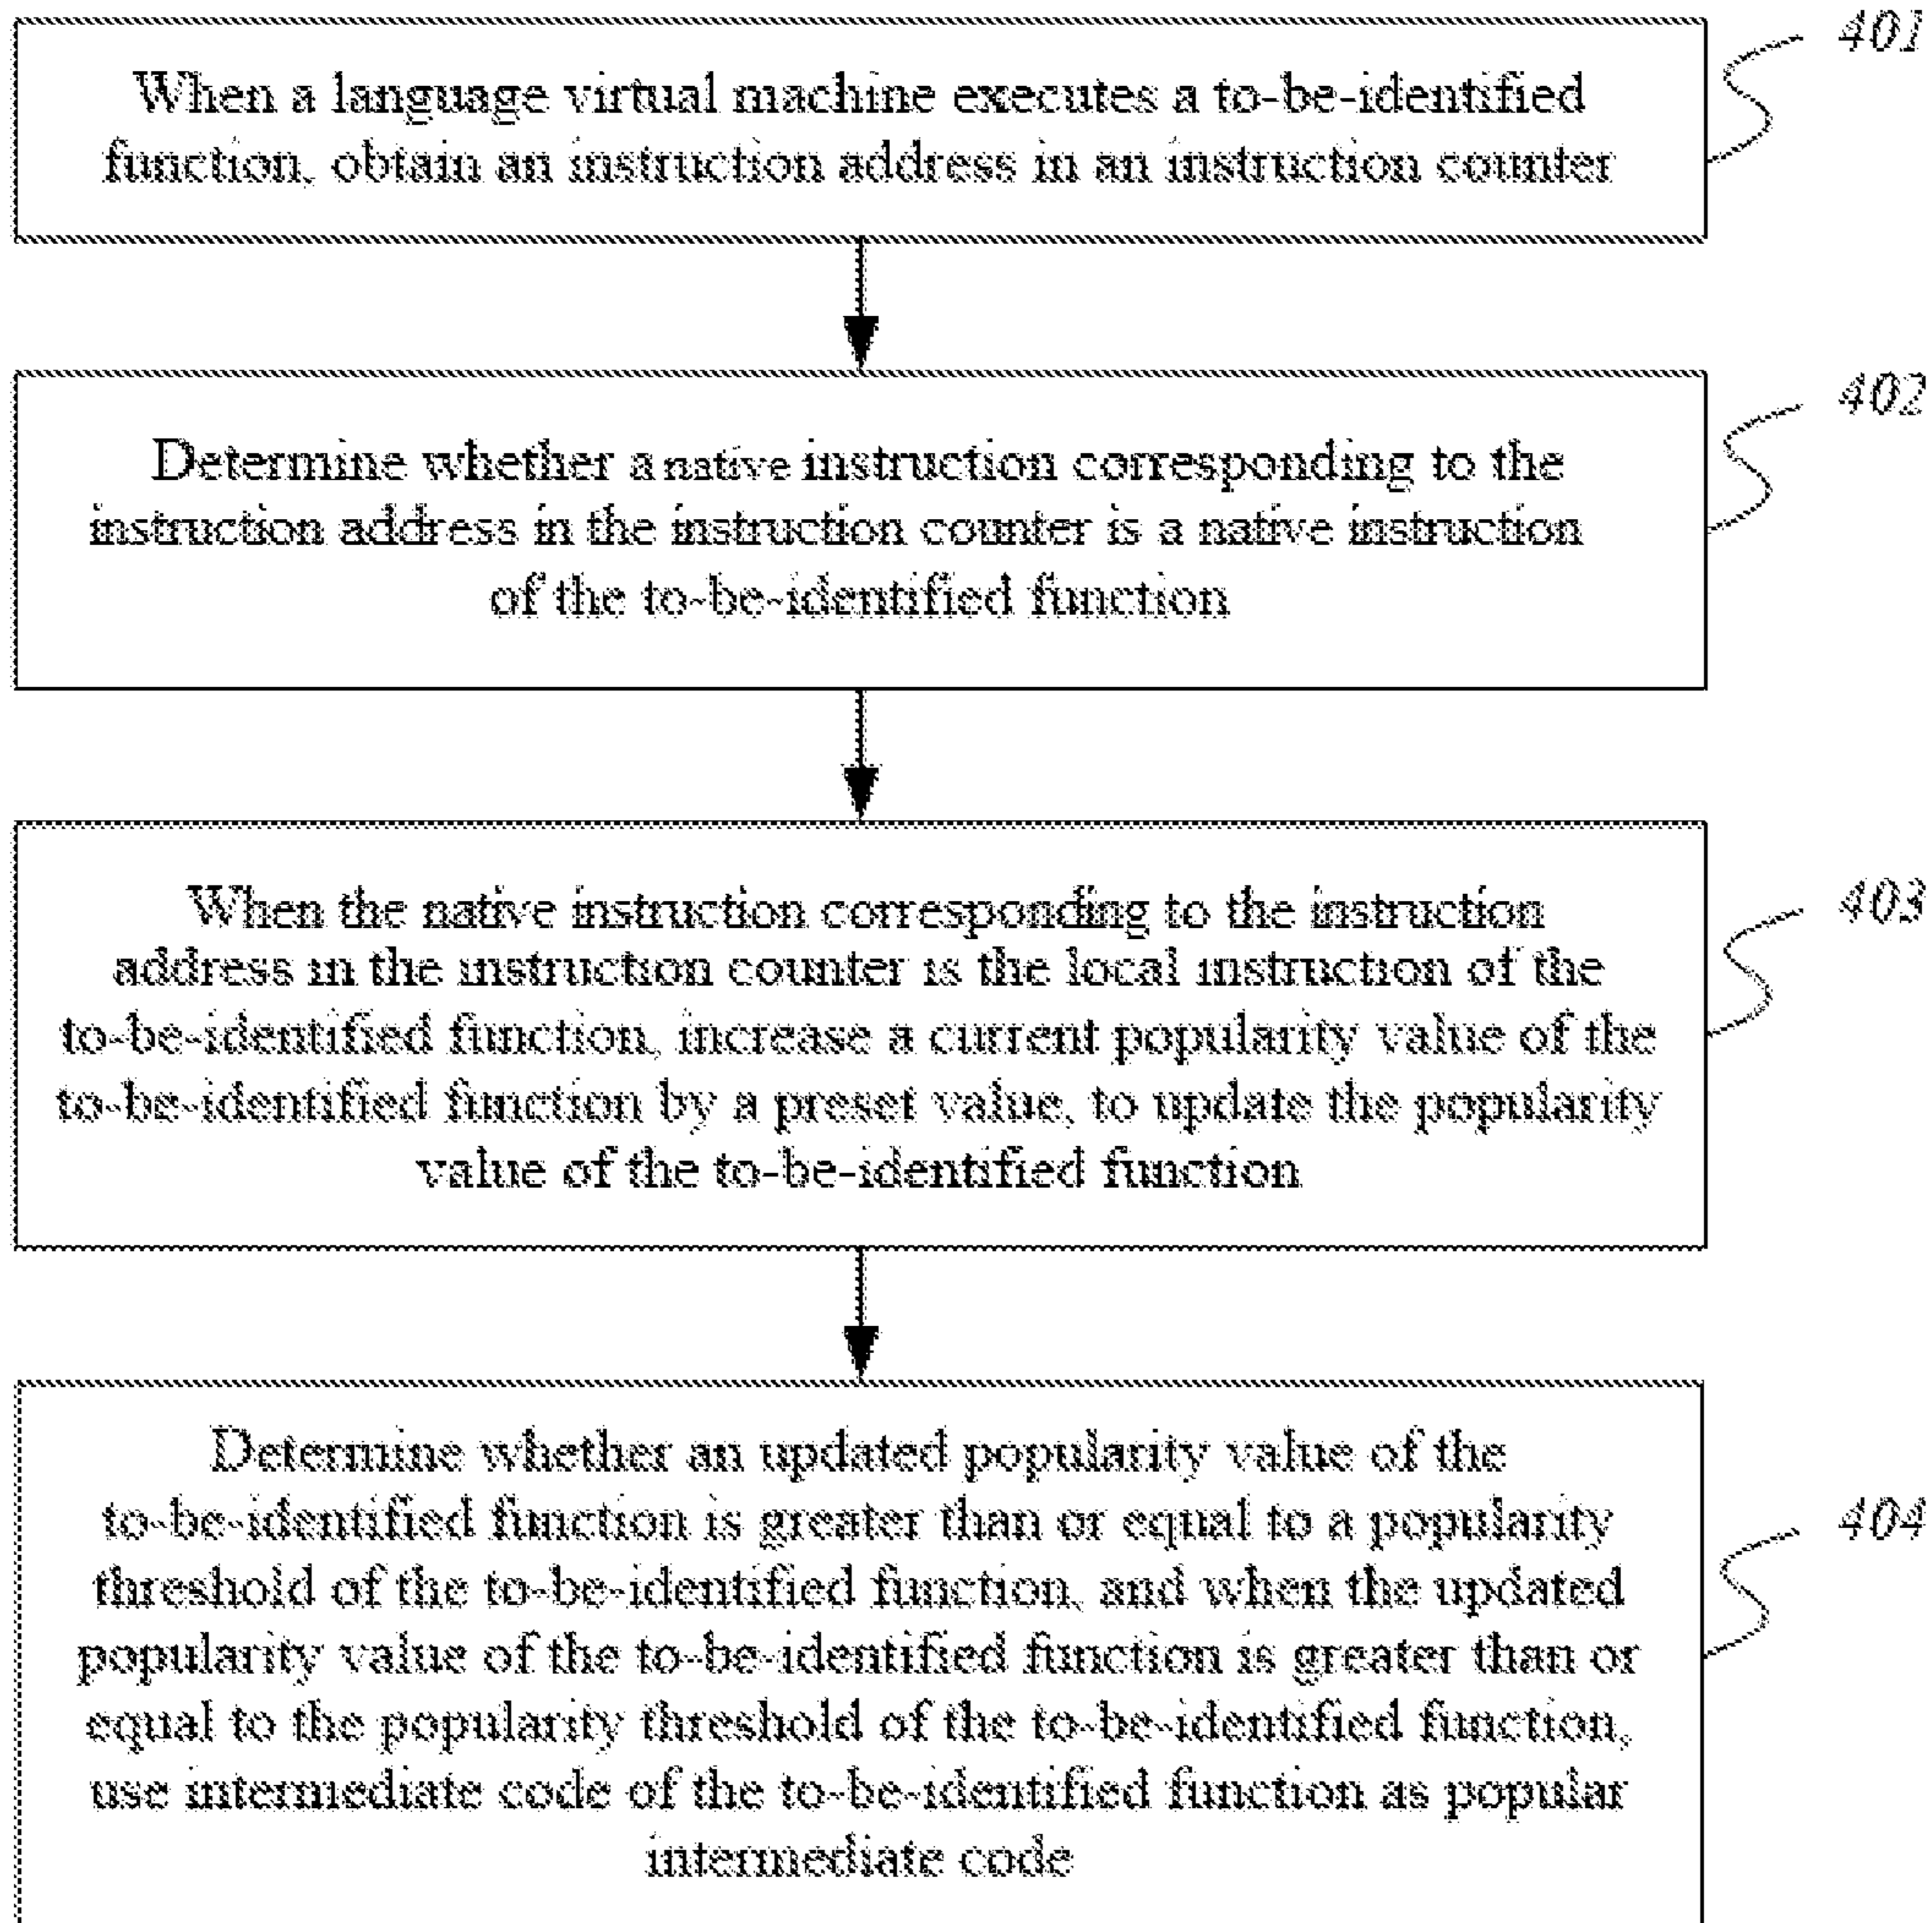 When a language virtual machine executes a to-be-identified
function, obtain an instruction address in an instruction counter
401
Determine whether a native instruction corresponding to the
instruction address in the instruction counter is a native instruction
of the to-be-identified function
402
When the native instruction corresponding to the instruction
address in the instruction counter is the local instruction of the
to-be-identified function, increase a current popularity value of the
to-be-identified function by a preset value, to update the popularity
value of the to-be-identified function
403
Determine whether an updated popularity value of the
to-be-identified function is greater than or equal to a popularity
threshold of the to-be-identified function, and when the updated
popularity value of the to-be-identified function is greater than or
equal to the popularity threshold of the to-be-identified function,
use intermediate code of the to-be-identified function as popular
intermediate code
404